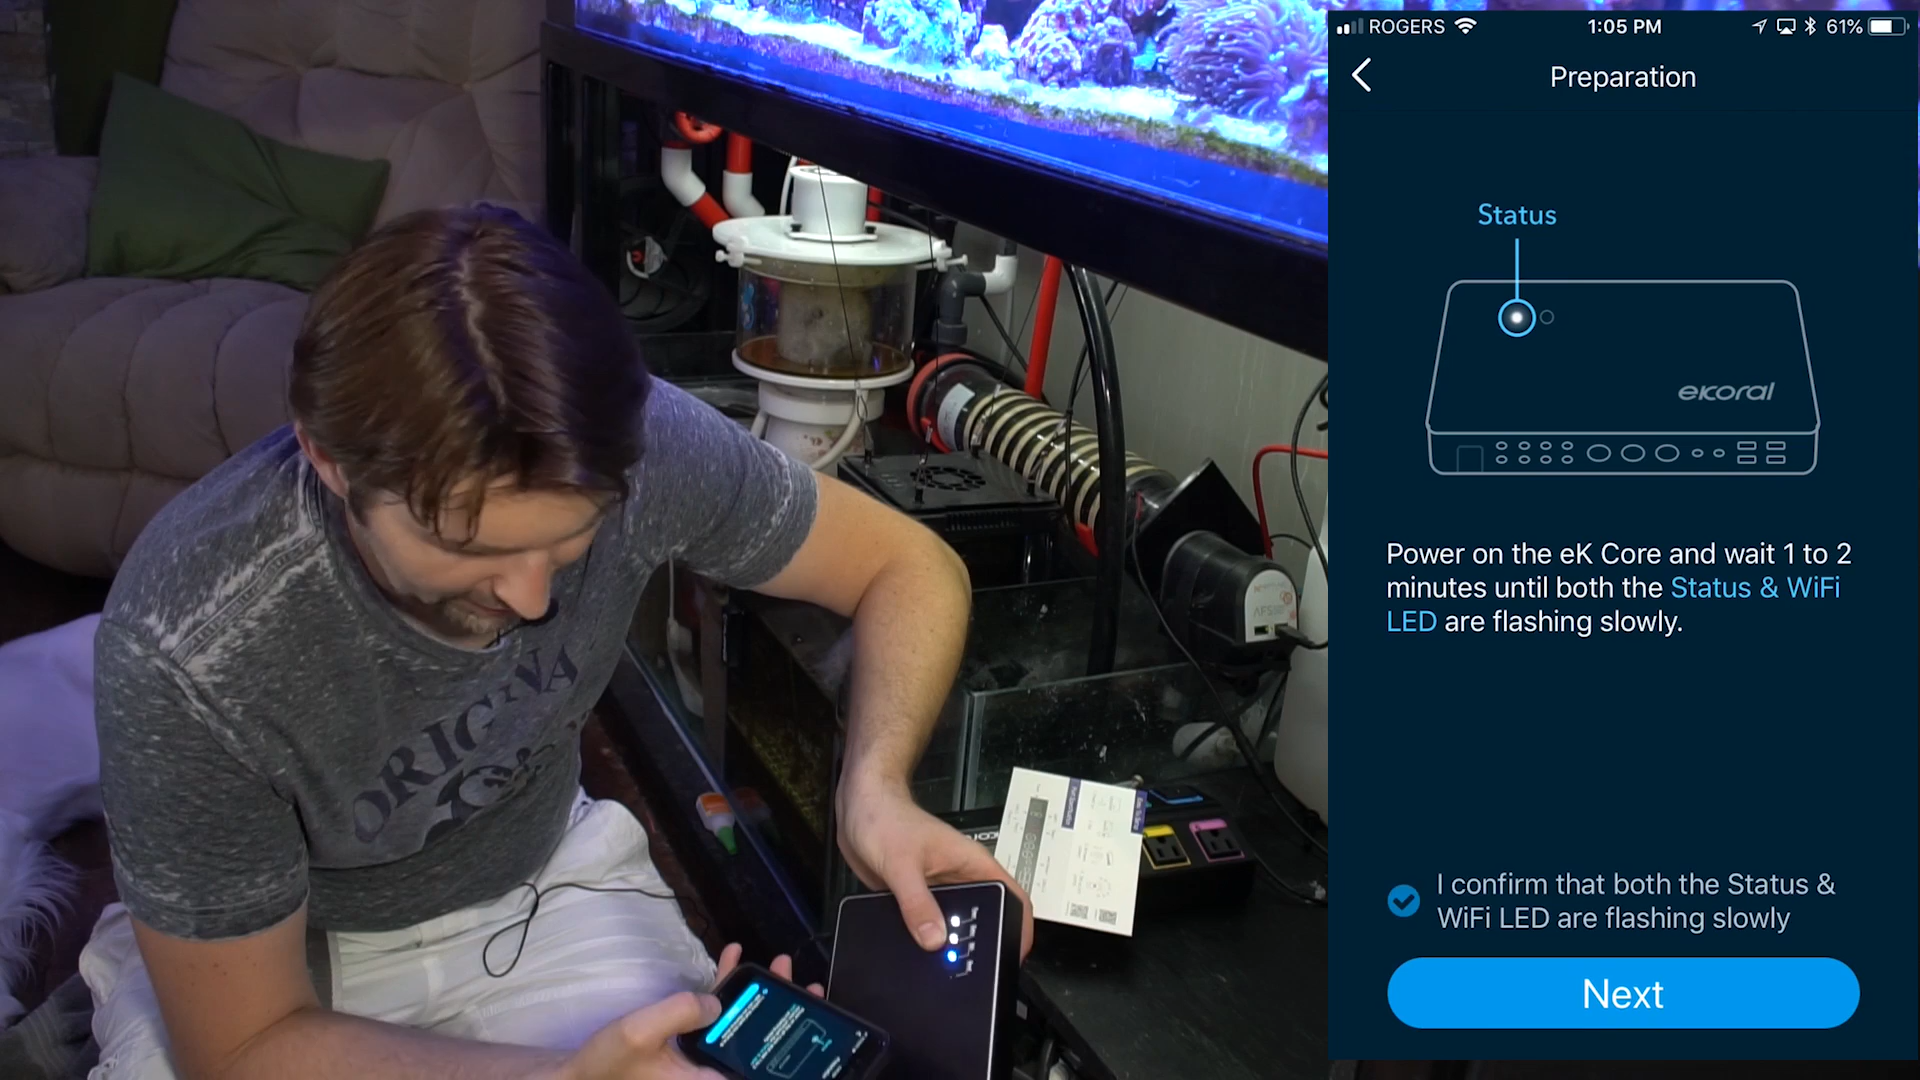 ROGERS
1:05 PM
61%
Preparation
Status
ekoral
Power on the eK Core and wait 1 to 2
minutes until both the Status & WiFi
LED are flashing slowly.
I confirm that both the Status &
WiFi LED are flashing slowly
Next
ORIGINAL